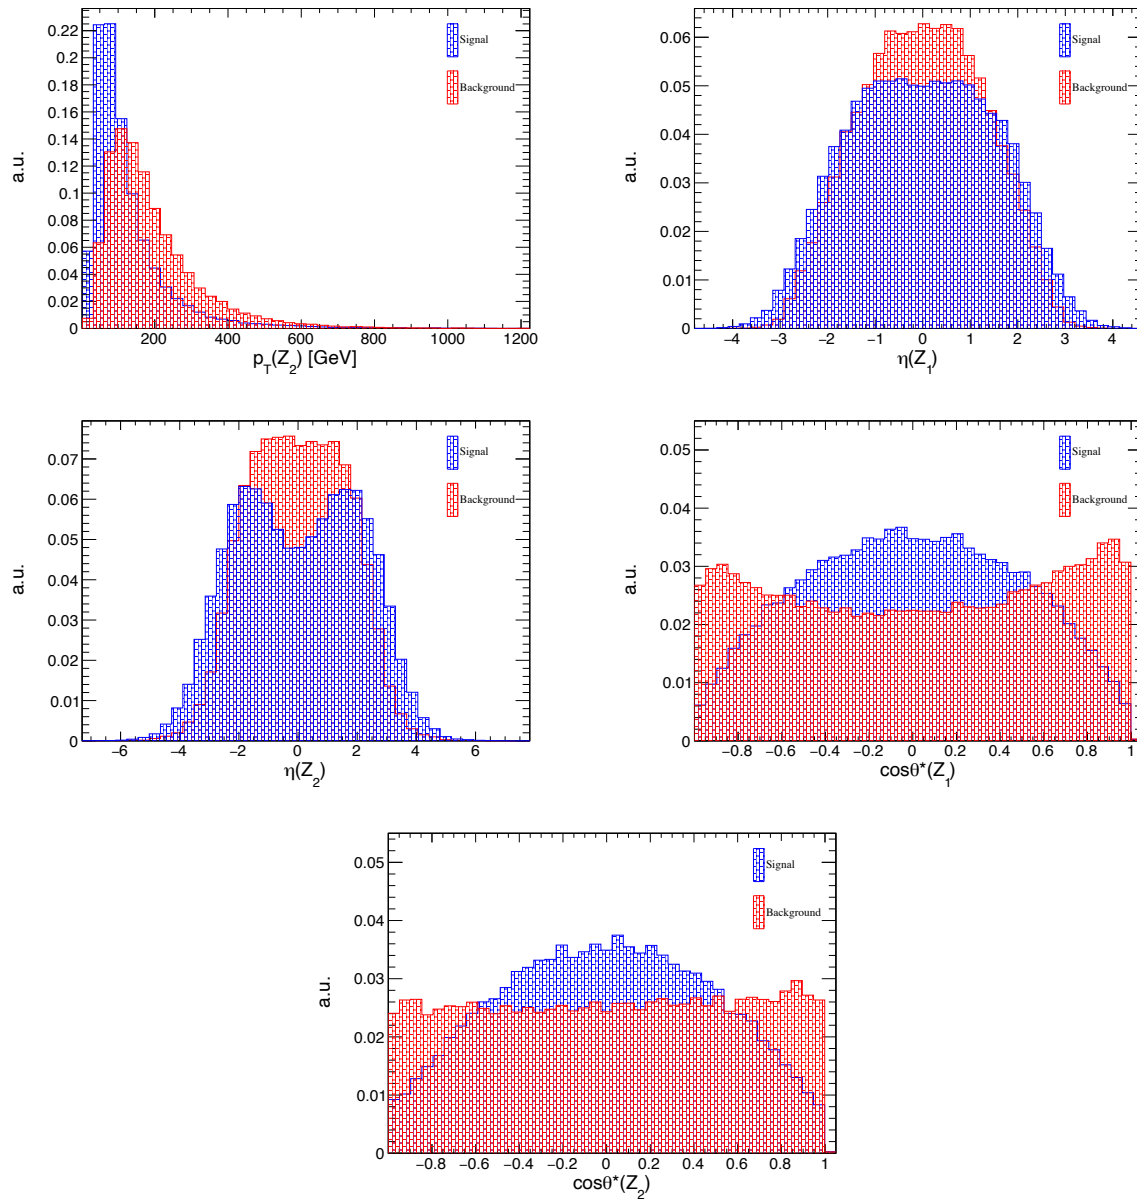 a.u.
0.22
0.2
0.18
0.16
0.14
0.12
0.1
0.08
0.06
0.04
0.02
0
200 400 600 800 1000 1200
p_T(Z_2) [GeV]
Signal
Background
a.u.
0.06
0.05
0.04
0.03
0.02
0.01
0
−4 −3 −2 −1 0 1 2 3 4
η(Z_1)
Signal
Background
a.u.
0.07
0.06
0.05
0.04
0.03
0.02
0.01
0
−6 −4 −2 0 2 4 6
η(Z_2)
Signal
Background
a.u.
0.05
0.04
0.03
0.02
0.01
0
−0.8 −0.6 −0.4 −0.2 0 0.2 0.4 0.6 0.8 1
cosθ*(Z_1)
Signal
Background
a.u.
0.05
0.04
0.03
0.02
0.01
0
−0.8 −0.6 −0.4 −0.2 0 0.2 0.4 0.6 0.8 1
cosθ*(Z_2)
Signal
Background